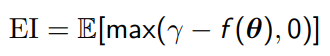 EI = 𝔼[max(γ − f(θ), 0)]